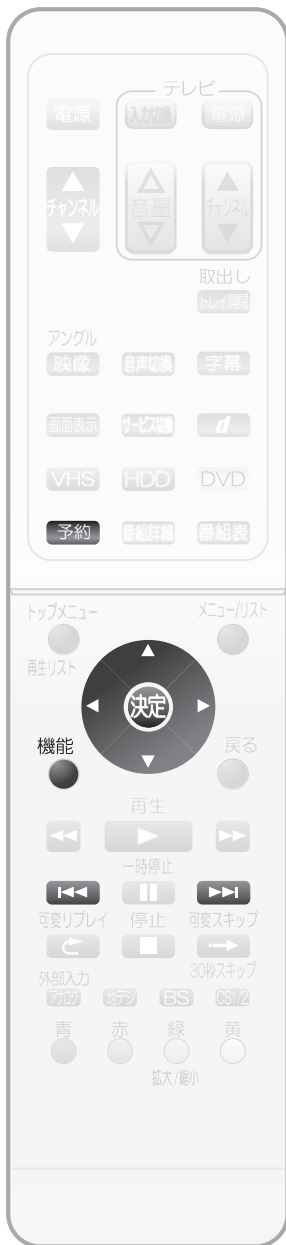 テレビ
電源
入力切換
電源
チャンネル
音量
チャンネル
取出し
トレイ開/閉
アングル
映像
音声切換
字幕
画面表示
サービス切換
d
VHS
HDD
DVD
予約
番組詳細
番組表
トップメニュー
メニュー/リスト
再生リスト
決定
機能
戻る
再生
一時停止
可変リプレイ
停止
可変スキップ
外部入力
30秒スキップ
アナログ
地デジ
BS
CS1/2
青
赤
緑
黄
拡大/縮小